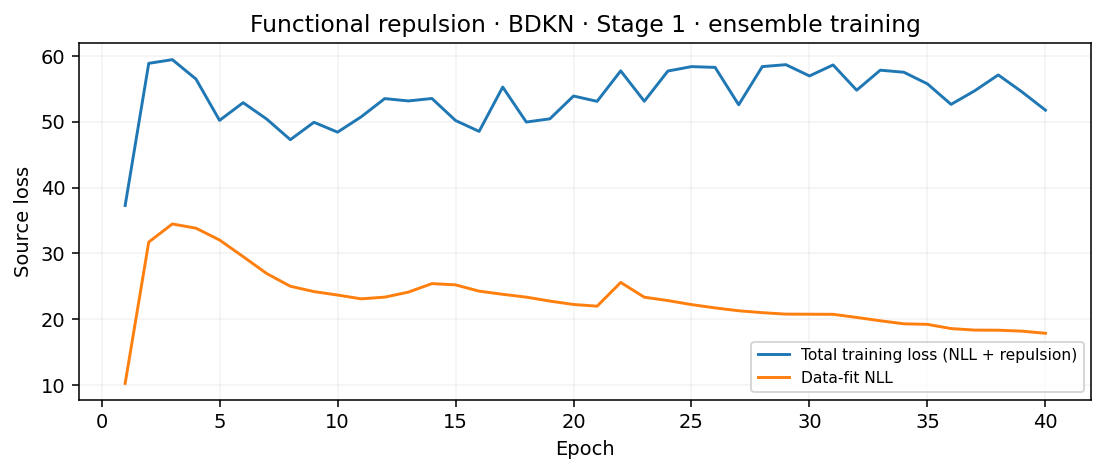 Functional repulsion · BDKN · Stage 1 · ensemble training
Source loss
60
50
40
30
20
10
Total training loss (NLL + repulsion)
Data-fit NLL
0 5 10 15 20 25 30 35 40
Epoch